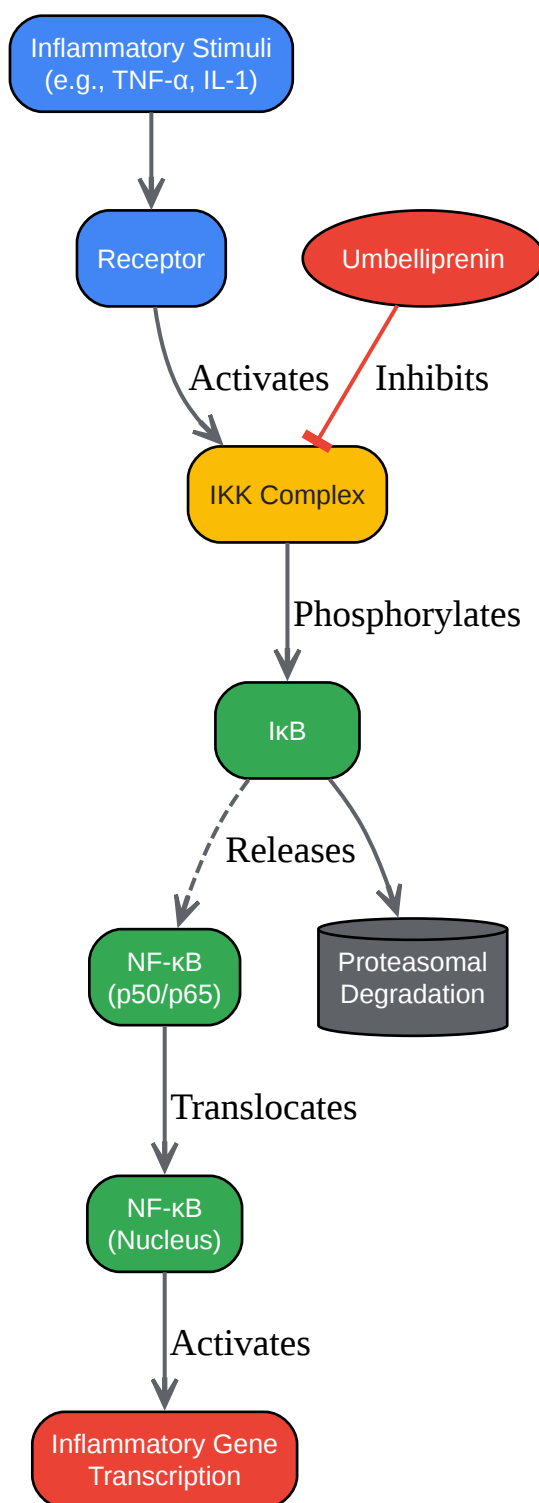 Inflammatory Stimuli
(e.g., TNF-α, IL-1)
Receptor
Umbelliprenin
Activates
Inhibits
IKK Complex
Phosphorylates
IκB
Releases
NF-κB
(p50/p65)
Proteasomal
Degradation
Translocates
NF-κB
(Nucleus)
Activates
Inflammatory Gene
Transcription